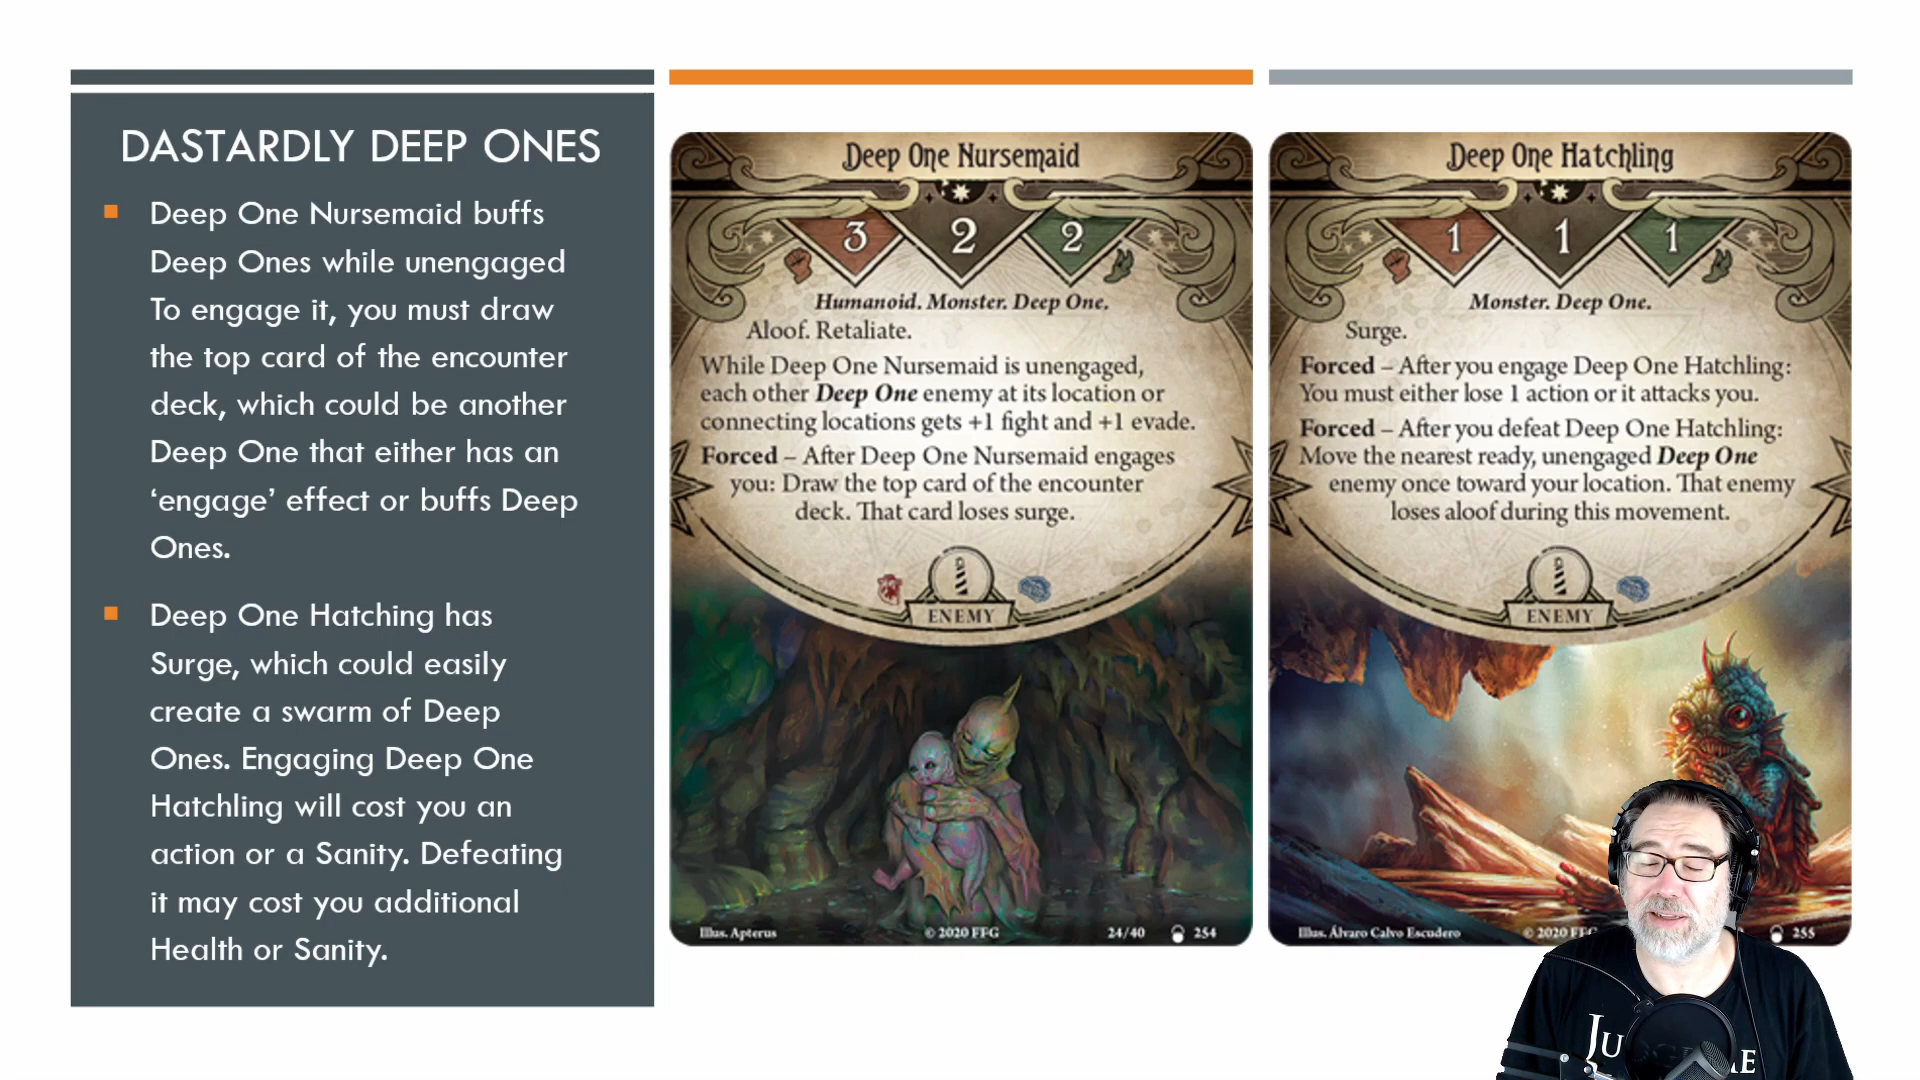 DASTARDLY DEEP ONES
Deep One Nursemaid buffs
Deep Ones while unengaged
To engage it, you must draw
the top card of the encounter
deck, which could be another
Deep One that either has an
‘engage’ effect or buffs Deep
Ones.
Deep One Hatching has
Surge, which could easily
create a swarm of Deep
Ones. Engaging Deep One
Hatchling will cost you an
action or a Sanity. Defeating
it may cost you additional
Health or Sanity.
Deep One Nursemaid
3 2 2
Humanoid. Monster. Deep One.
Aloof. Retaliate.
While Deep One Nursemaid is unengaged,
each other Deep One enemy at its location or
connecting locations gets +1 fight and +1 evade.
Forced – After Deep One Nursemaid engages
you: Draw the top card of the encounter
deck. That card loses surge.
ENEMY
Illus. Apterus © 2020 FFG 24/40 254
Deep One Hatchling
1 1 1
Monster. Deep One.
Surge.
Forced – After you engage Deep One Hatchling:
You must either lose 1 action or it attacks you.
Forced – After you defeat Deep One Hatchling:
Move the nearest ready, unengaged Deep One
enemy once toward your location. That enemy
loses aloof during this movement.
ENEMY
Illus. Álvaro Calvo Escudero © 2020 FFG 255